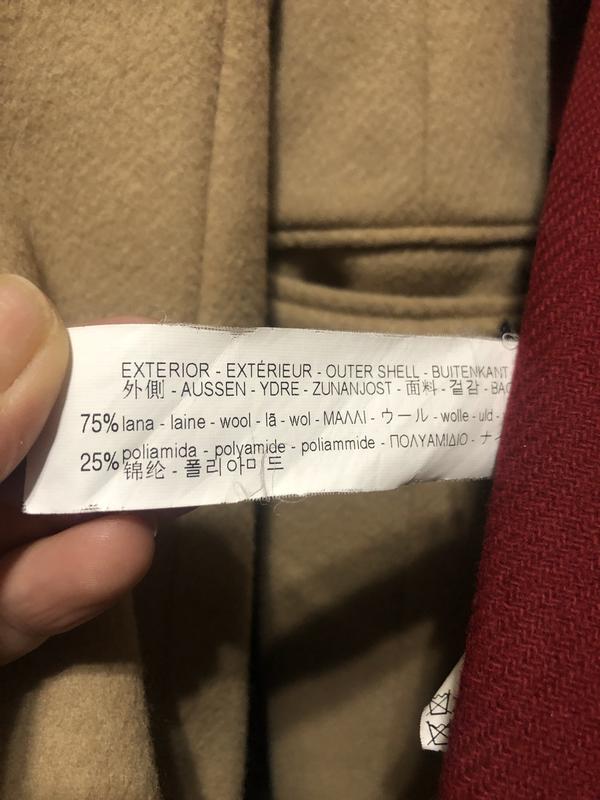 EXTERIOR - EXTÉRIEUR - OUTER SHELL - BUITENKANT
外側 - AUSSEN - YDRE - ZUNANJOST - 面料 - 겉감 -
75% lana - laine - wool - lã - wol - ΜΑΛΛΙ - ウール - wolle - uld -
25% poliamida - polyamide - poliammide - ΠΟΛΥΑΜΙΔΙΟ -
锦纶 - 폴리아미드